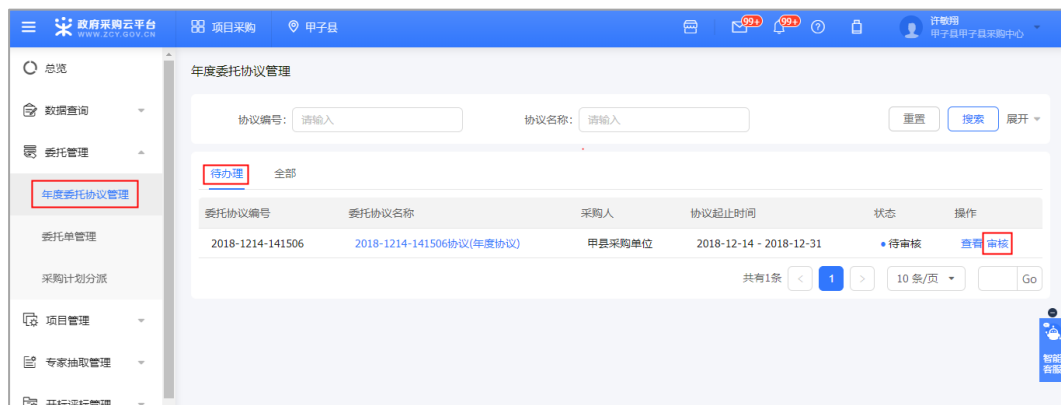 政府采购云平台
WWW.ZCY.GOV.CN
项目采购
甲子县
99+
99+
许敏翔
甲子县甲子县采购中心
总览
数据查询
委托管理
年度委托协议管理
委托单管理
采购计划分派
项目管理
专家抽取管理
开标评标管理
年度委托协议管理
协议编号： 请输入 协议名称： 请输入 重置 搜索 展开
待办理 全部
委托协议编号 委托协议名称 采购人 协议起止时间 状态 操作
2018-1214-141506 2018-1214-141506协议(年度协议) 甲县采购单位 2018-12-14 - 2018-12-31 待审核 查看 审核
共有1条 < 1 > 10 条/页 Go
智能
客服